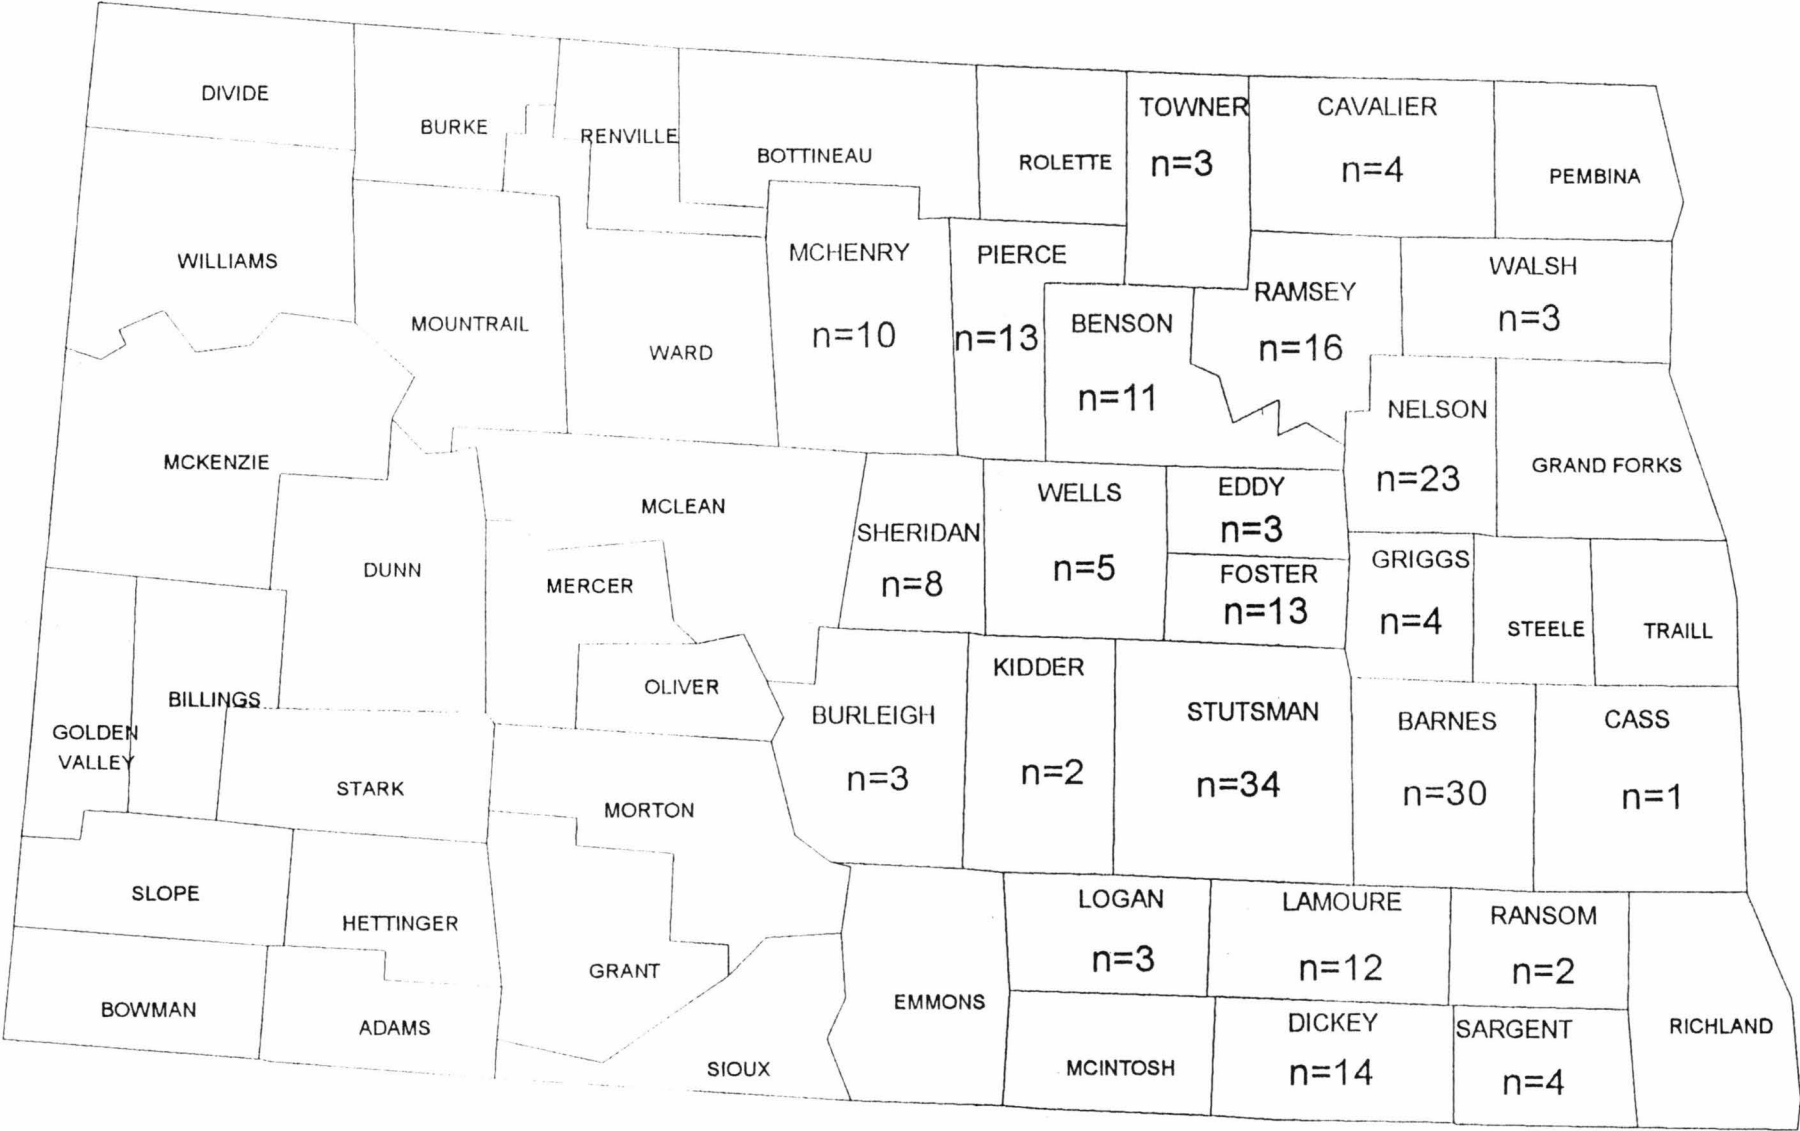 DIVIDE
BURKE
RENVILLE
BOTTINEAU
ROLETTE
TOWNER
n=3
CAVALIER
n=4
PEMBINA
WILLIAMS
MOUNTRAIL
WARD
MCHENRY
n=10
PIERCE
n=13
BENSON
n=11
RAMSEY
n=16
WALSH
n=3
NELSON
n=23
GRAND FORKS
MCKENZIE
DUNN
MCLEAN
MERCER
OLIVER
SHERIDAN
n=8
WELLS
n=5
EDDY
n=3
FOSTER
n=13
GRIGGS
n=4
STEELE
TRAILL
GOLDEN
VALLEY
BILLINGS
STARK
MORTON
BURLEIGH
n=3
KIDDER
n=2
STUTSMAN
n=34
BARNES
n=30
CASS
n=1
SLOPE
HETTINGER
GRANT
BOWMAN
ADAMS
SIOUX
EMMONS
LOGAN
n=3
LAMOURE
n=12
RANSOM
n=2
MCINTOSH
DICKEY
n=14
SARGENT
n=4
RICHLAND